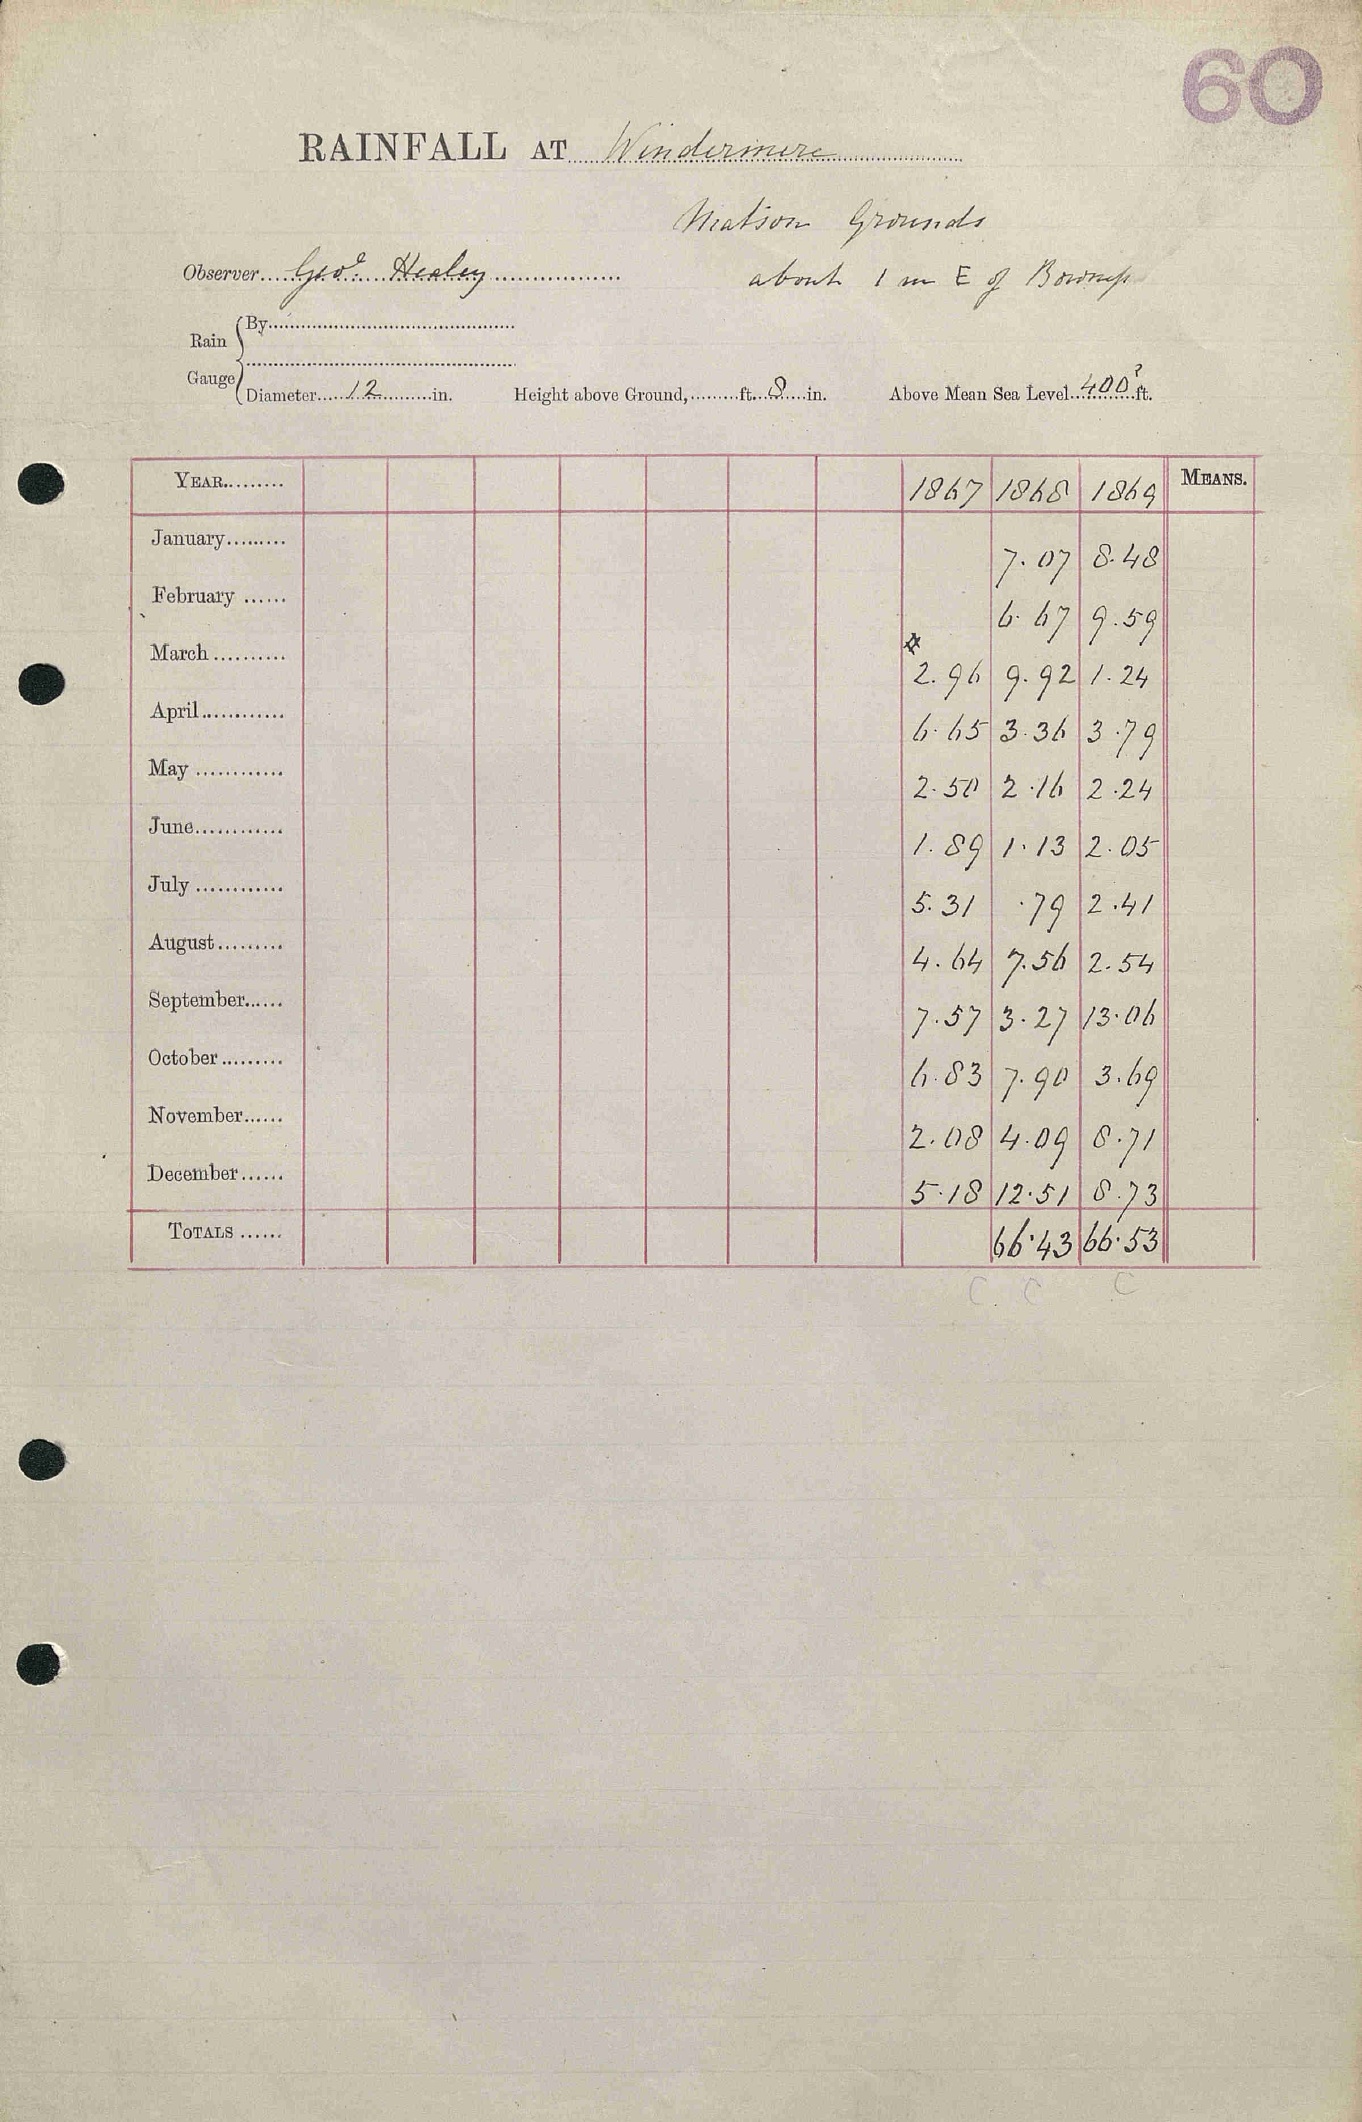 60
RAINFALL AT Windermere
Matson Grounds
Observer Geo. Healey
about 1 m E of Bowness
Rain Gauge
By
Diameter 12 in. Height above Ground, ft. 8 in. Above Mean Sea Level 400? ft.
YEAR 1867 1868 1869 MEANS.
January 7.07 8.48
February 6.67 9.59
March * 2.96 9.92 1.24
April 6.65 3.36 3.79
May 2.50 2.16 2.24
June 1.89 1.13 2.05
July 5.31 .79 2.41
August 4.64 7.56 2.54
September 7.57 3.27 13.06
October 6.83 7.90 3.69
November 2.08 4.09 8.71
December 5.18 12.51 8.73
TOTALS 66.43 66.53
C C C